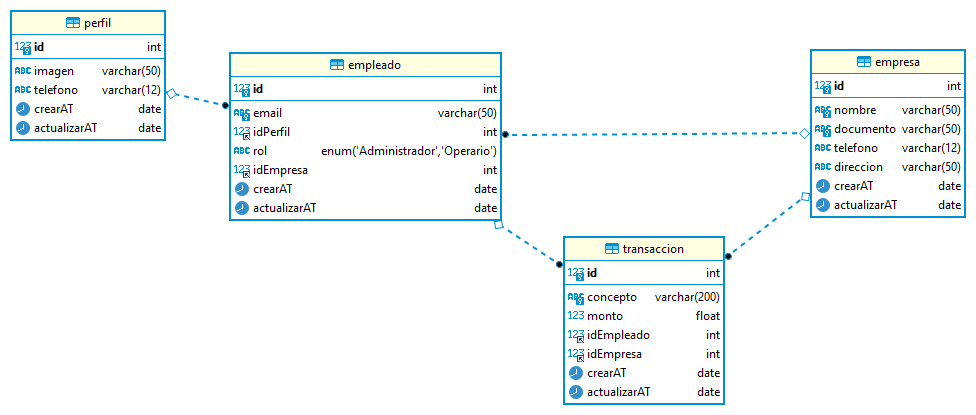 perfil
123 id int
ABC imagen varchar(50)
ABC telefono varchar(12)
crearAT date
actualizarAT date
empleado
123 id int
ABC email varchar(50)
123 idPerfil int
ABC rol enum('Administrador','Operario')
123 idEmpresa int
crearAT date
actualizarAT date
empresa
123 id int
ABC nombre varchar(50)
ABC documento varchar(50)
ABC telefono varchar(12)
ABC direccion varchar(50)
crearAT date
actualizarAT date
transaccion
123 id int
ABC concepto varchar(200)
123 monto float
123 idEmpleado int
123 idEmpresa int
crearAT date
actualizarAT date